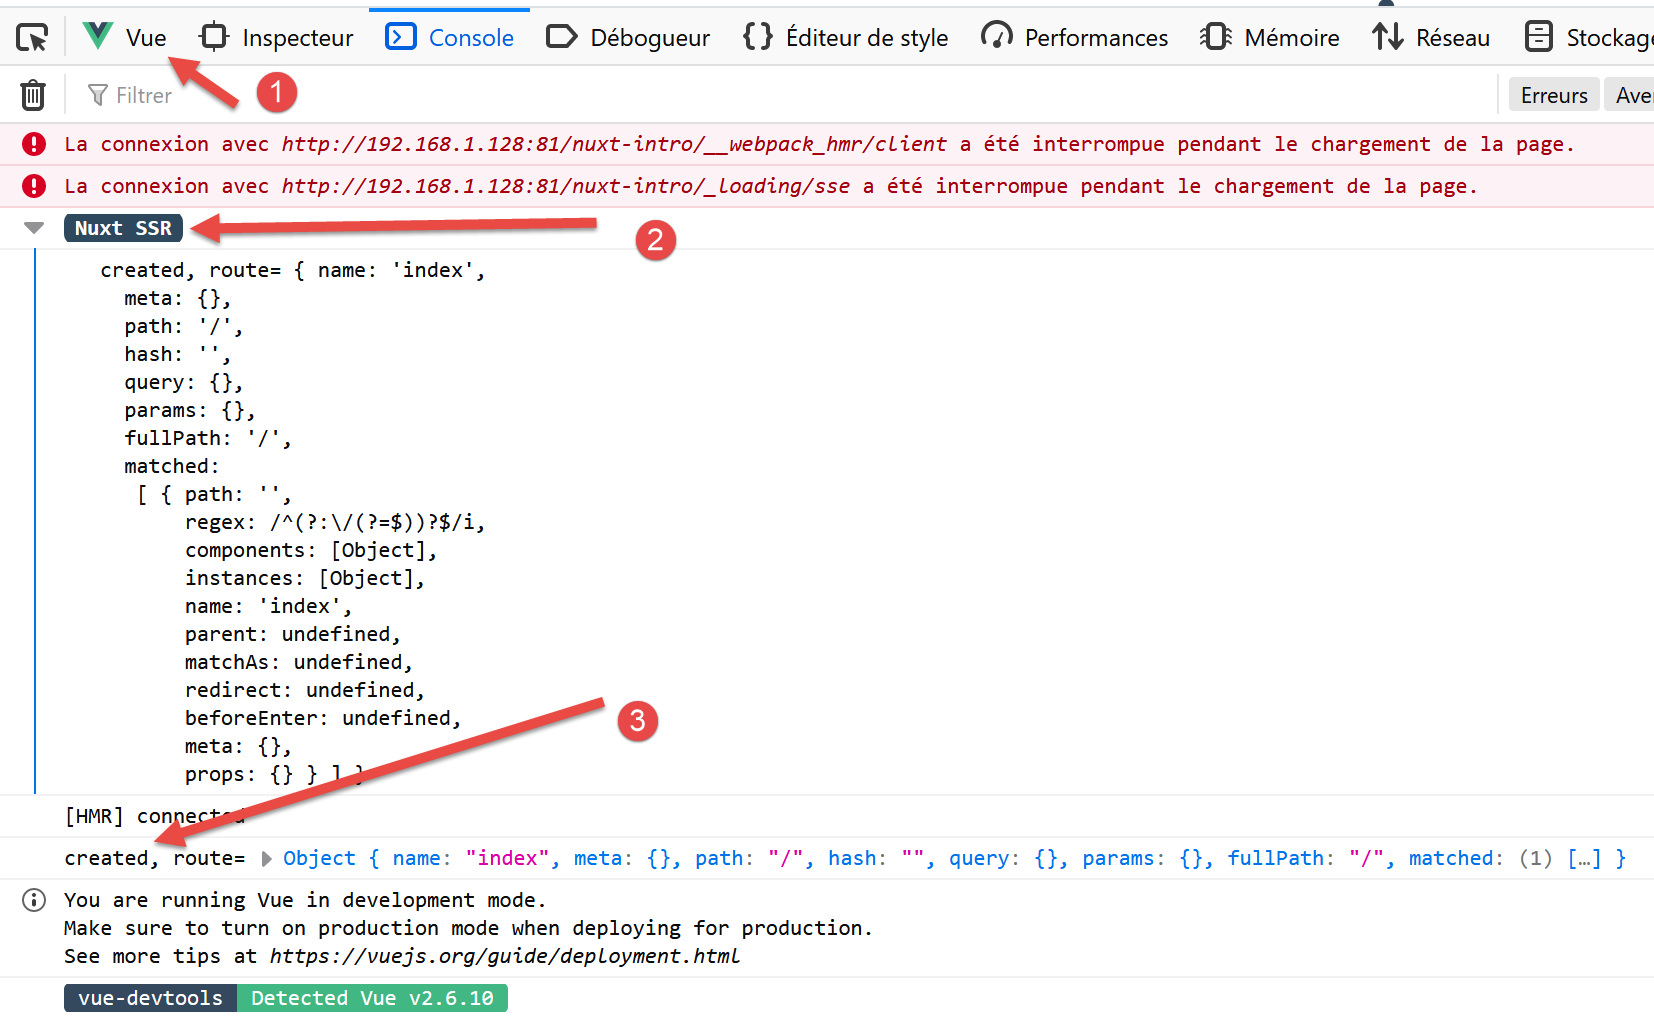 Vue Inspecteur Console Débogueur Éditeur de style Performances Mémoire Réseau Stockage
Filtrer Erreurs Aver
1
La connexion avec http://192.168.1.128:81/nuxt-intro/__webpack_hmr/client a été interrompue pendant le chargement de la page.
La connexion avec http://192.168.1.128:81/nuxt-intro/_loading/sse a été interrompue pendant le chargement de la page.
Nuxt SSR
2
created, route= { name: 'index',
meta: {},
path: '/',
hash: '',
query: {},
params: {},
fullPath: '/',
matched:
[ { path: '',
regex: /^(?:\/(?=$))?$/i,
components: [Object],
instances: [Object],
name: 'index',
parent: undefined,
matchAs: undefined,
redirect: undefined,
beforeEnter: undefined,
3
meta: {},
props: {} } ] }
[HMR] connected
created, route= Object { name: "index", meta: {}, path: "/", hash: "", query: {}, params: {}, fullPath: "/", matched: (1) […] }
You are running Vue in development mode.
Make sure to turn on production mode when deploying for production.
See more tips at https://vuejs.org/guide/deployment.html
vue-devtools Detected Vue v2.6.10